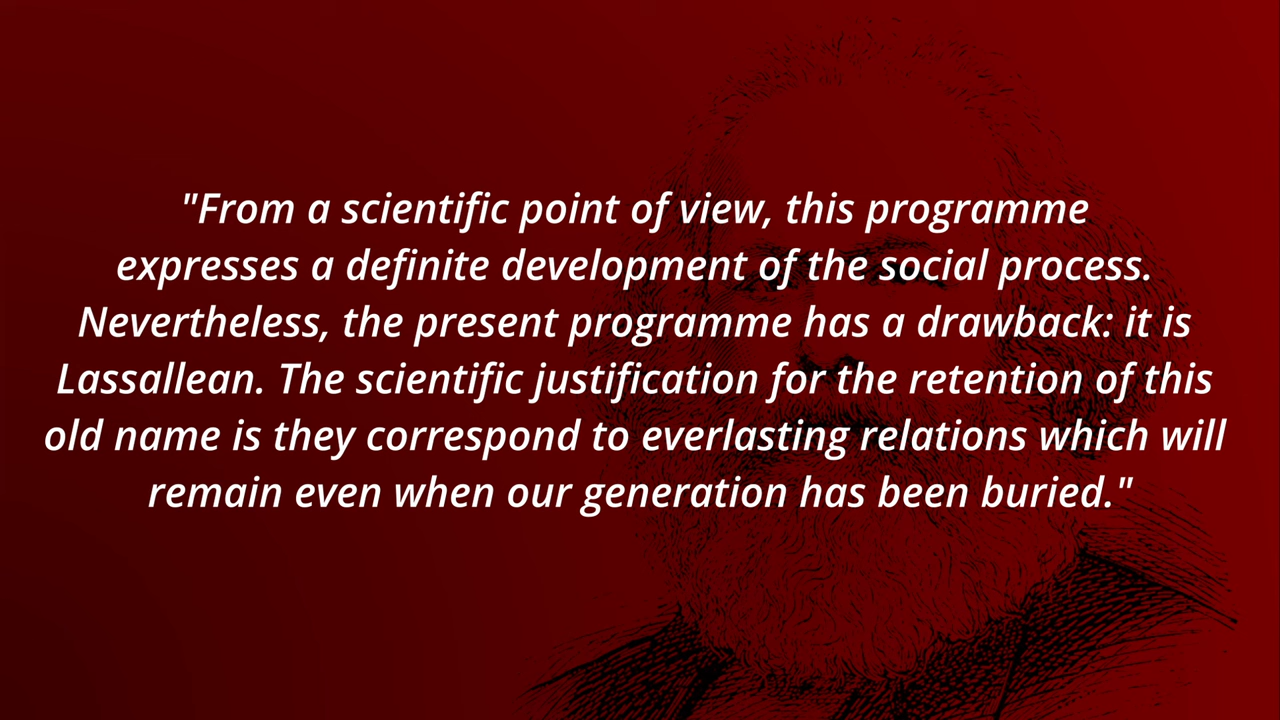 "From a scientific point of view, this programme
expresses a definite development of the social process.
Nevertheless, the present programme has a drawback: it is
Lassallean. The scientific justification for the retention of this
old name is they correspond to everlasting relations which will
remain even when our generation has been buried."